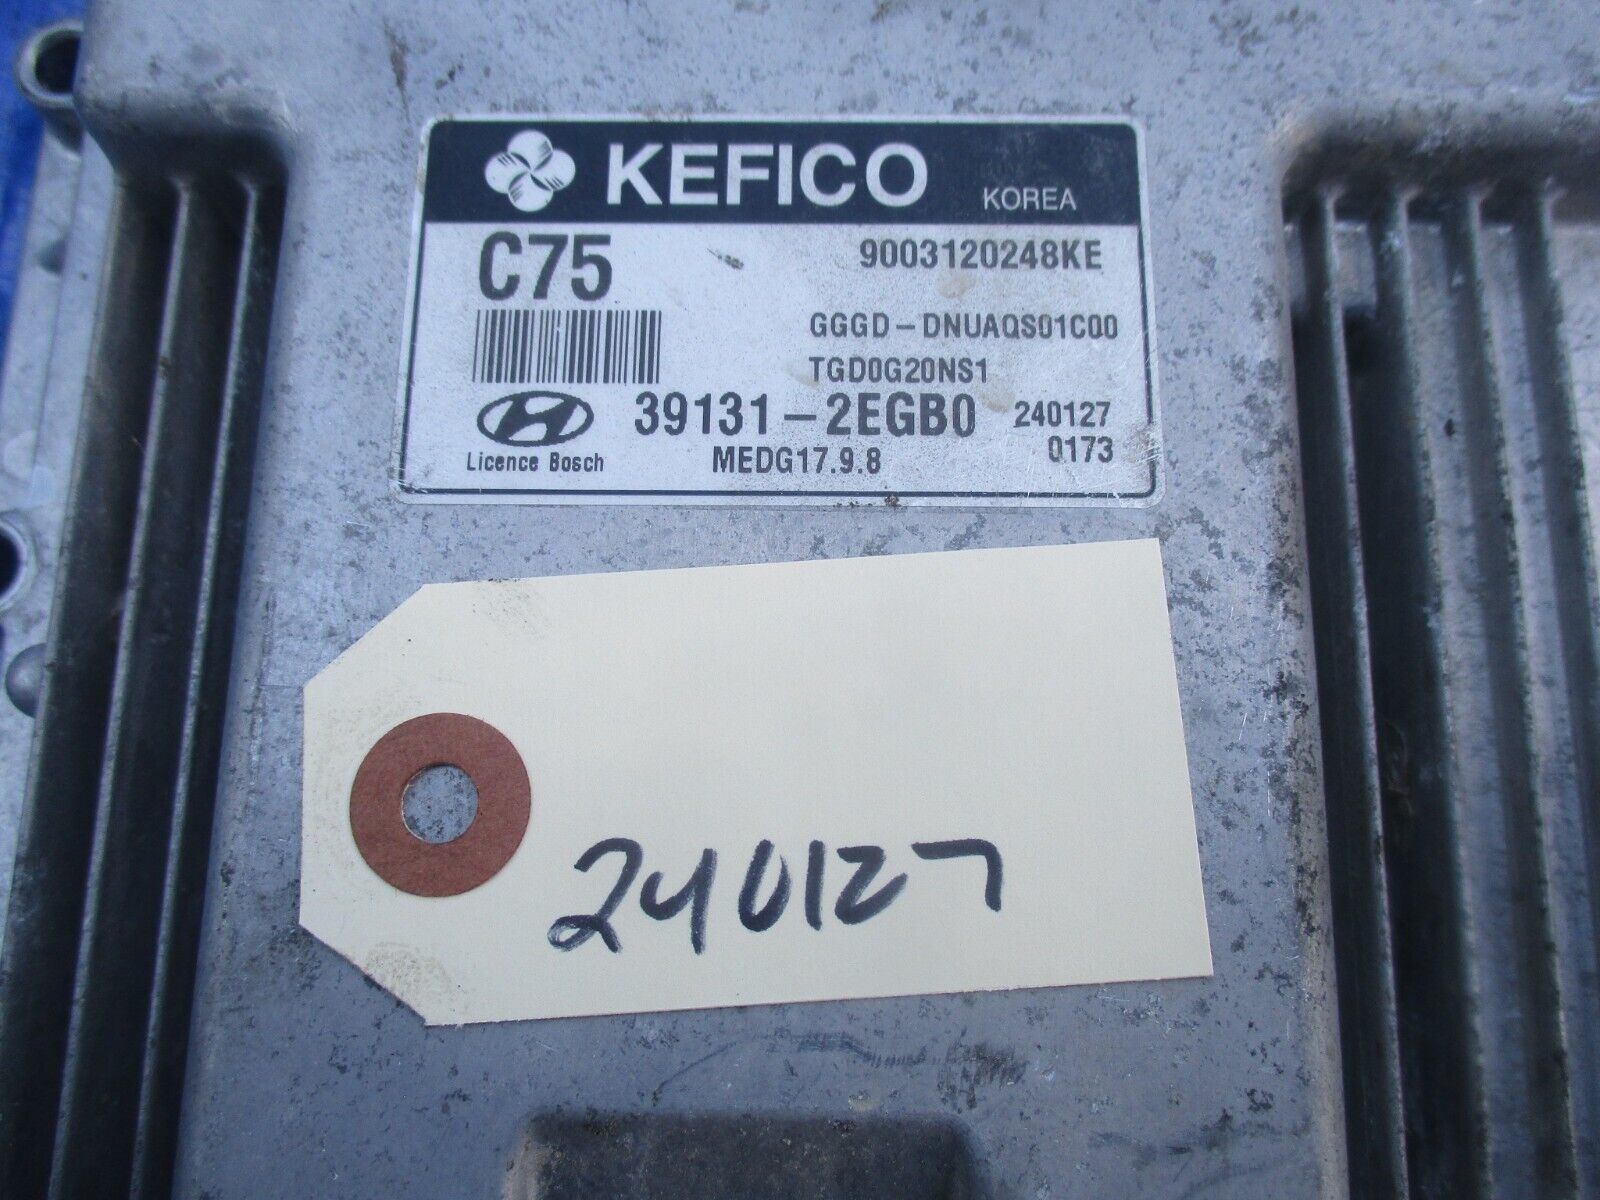 KEFICO KOREA
C75 9003120248KE
GGGD-DNUAQS01C00
TGD0G20NS1
39131-2EGB0 240127
Licence Bosch MEDG17.9.8 0173
240127